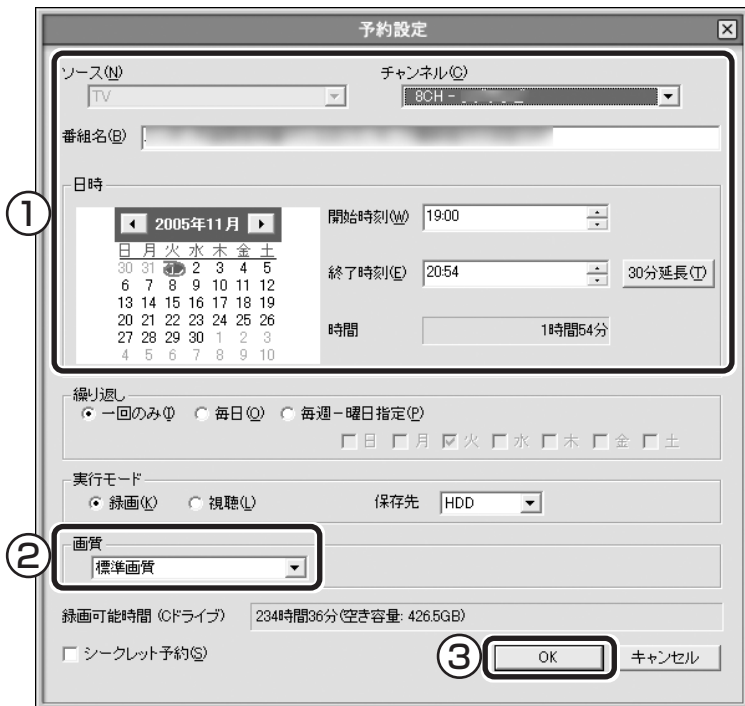 予約設定
ソース(N) チャンネル(C)
TV 8CH -
番組名(B)
①
日時
2005年11月
日 月 火 水 木 金 土
30 31 1 2 3 4 5
6 7 8 9 10 11 12
13 14 15 16 17 18 19
20 21 22 23 24 25 26
27 28 29 30 1 2 3
4 5 6 7 8 9 10
開始時刻(W) 19:00
終了時刻(E) 20:54 30分延長(T)
時間 1時間54分
繰り返し
一回のみ(I) 毎日(O) 毎週-曜日指定(P)
日 月 火 水 木 金 土
実行モード
録画(K) 視聴(L) 保存先 HDD
②
画質
標準画質
録画可能時間 (Cドライブ) 234時間36分(空き容量: 426.5GB)
シークレット予約(S)
③
OK キャンセル